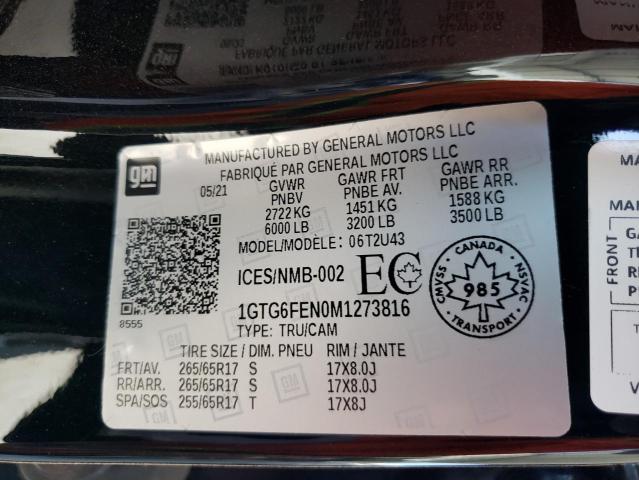 gm
MANUFACTURED BY GENERAL MOTORS LLC
FABRIQUÉ PAR GENERAL MOTORS LLC
05/21 GVWR GAWR FRT GAWR RR
PNBV PNBE AV. PNBE ARR.
2722 KG 1451 KG 1588 KG
6000 LB 3200 LB 3500 LB
MODEL/MODÈLE: 06T2U43
ICES/NMB-002 EC
CANADA
CMVSS 985 NSVAC
TRANSPORT
8555
1GTG6FEN0M1273816
TYPE: TRU/CAM
TIRE SIZE / DIM. PNEU RIM / JANTE
FRT/AV. 265/65R17 S 17X8.0J
RR/ARR. 265/65R17 S 17X8.0J
SPA/SOS 255/65R17 T 17X8J
FRONT